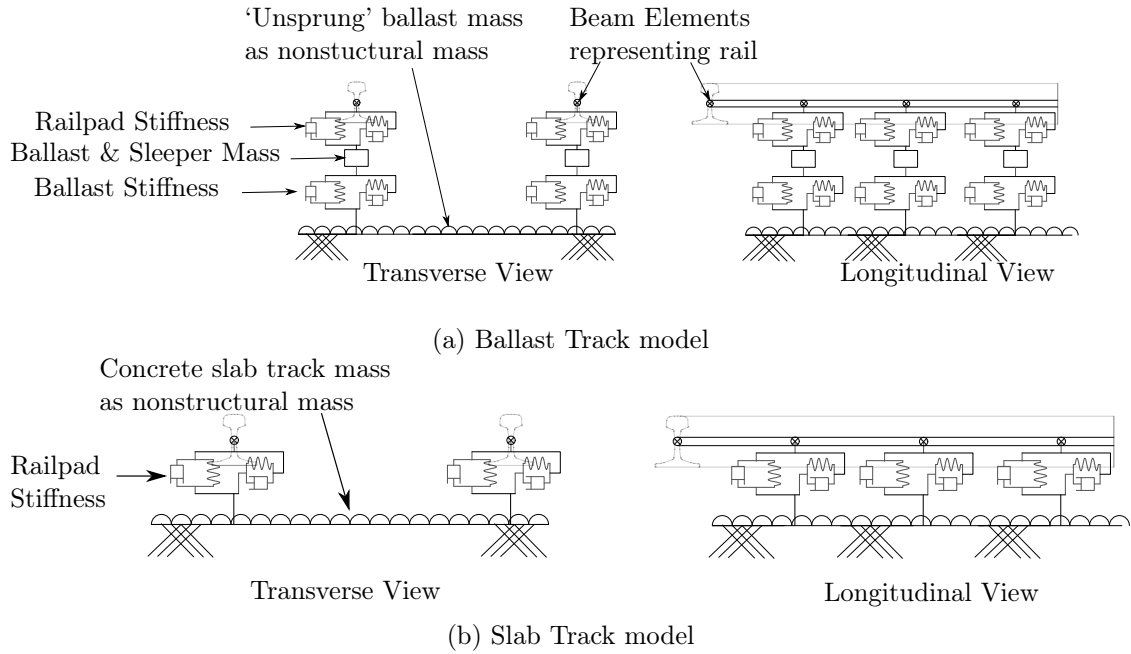 ‘Unsprung’ ballast mass
as nonstuctural mass
Beam Elements
representing rail
Railpad Stiffness
Ballast & Sleeper Mass
Ballast Stiffness
Transverse View
Longitudinal View
(a) Ballast Track model
Concrete slab track mass
as nonstructural mass
Railpad
Stiffness
Transverse View
Longitudinal View
(b) Slab Track model